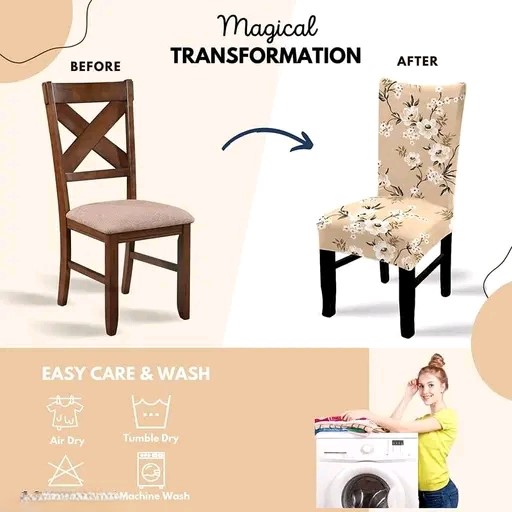 Magical
TRANSFORMATION
BEFORE
AFTER
EASY CARE & WASH
Air Dry
Tumble Dry
Machine Wash